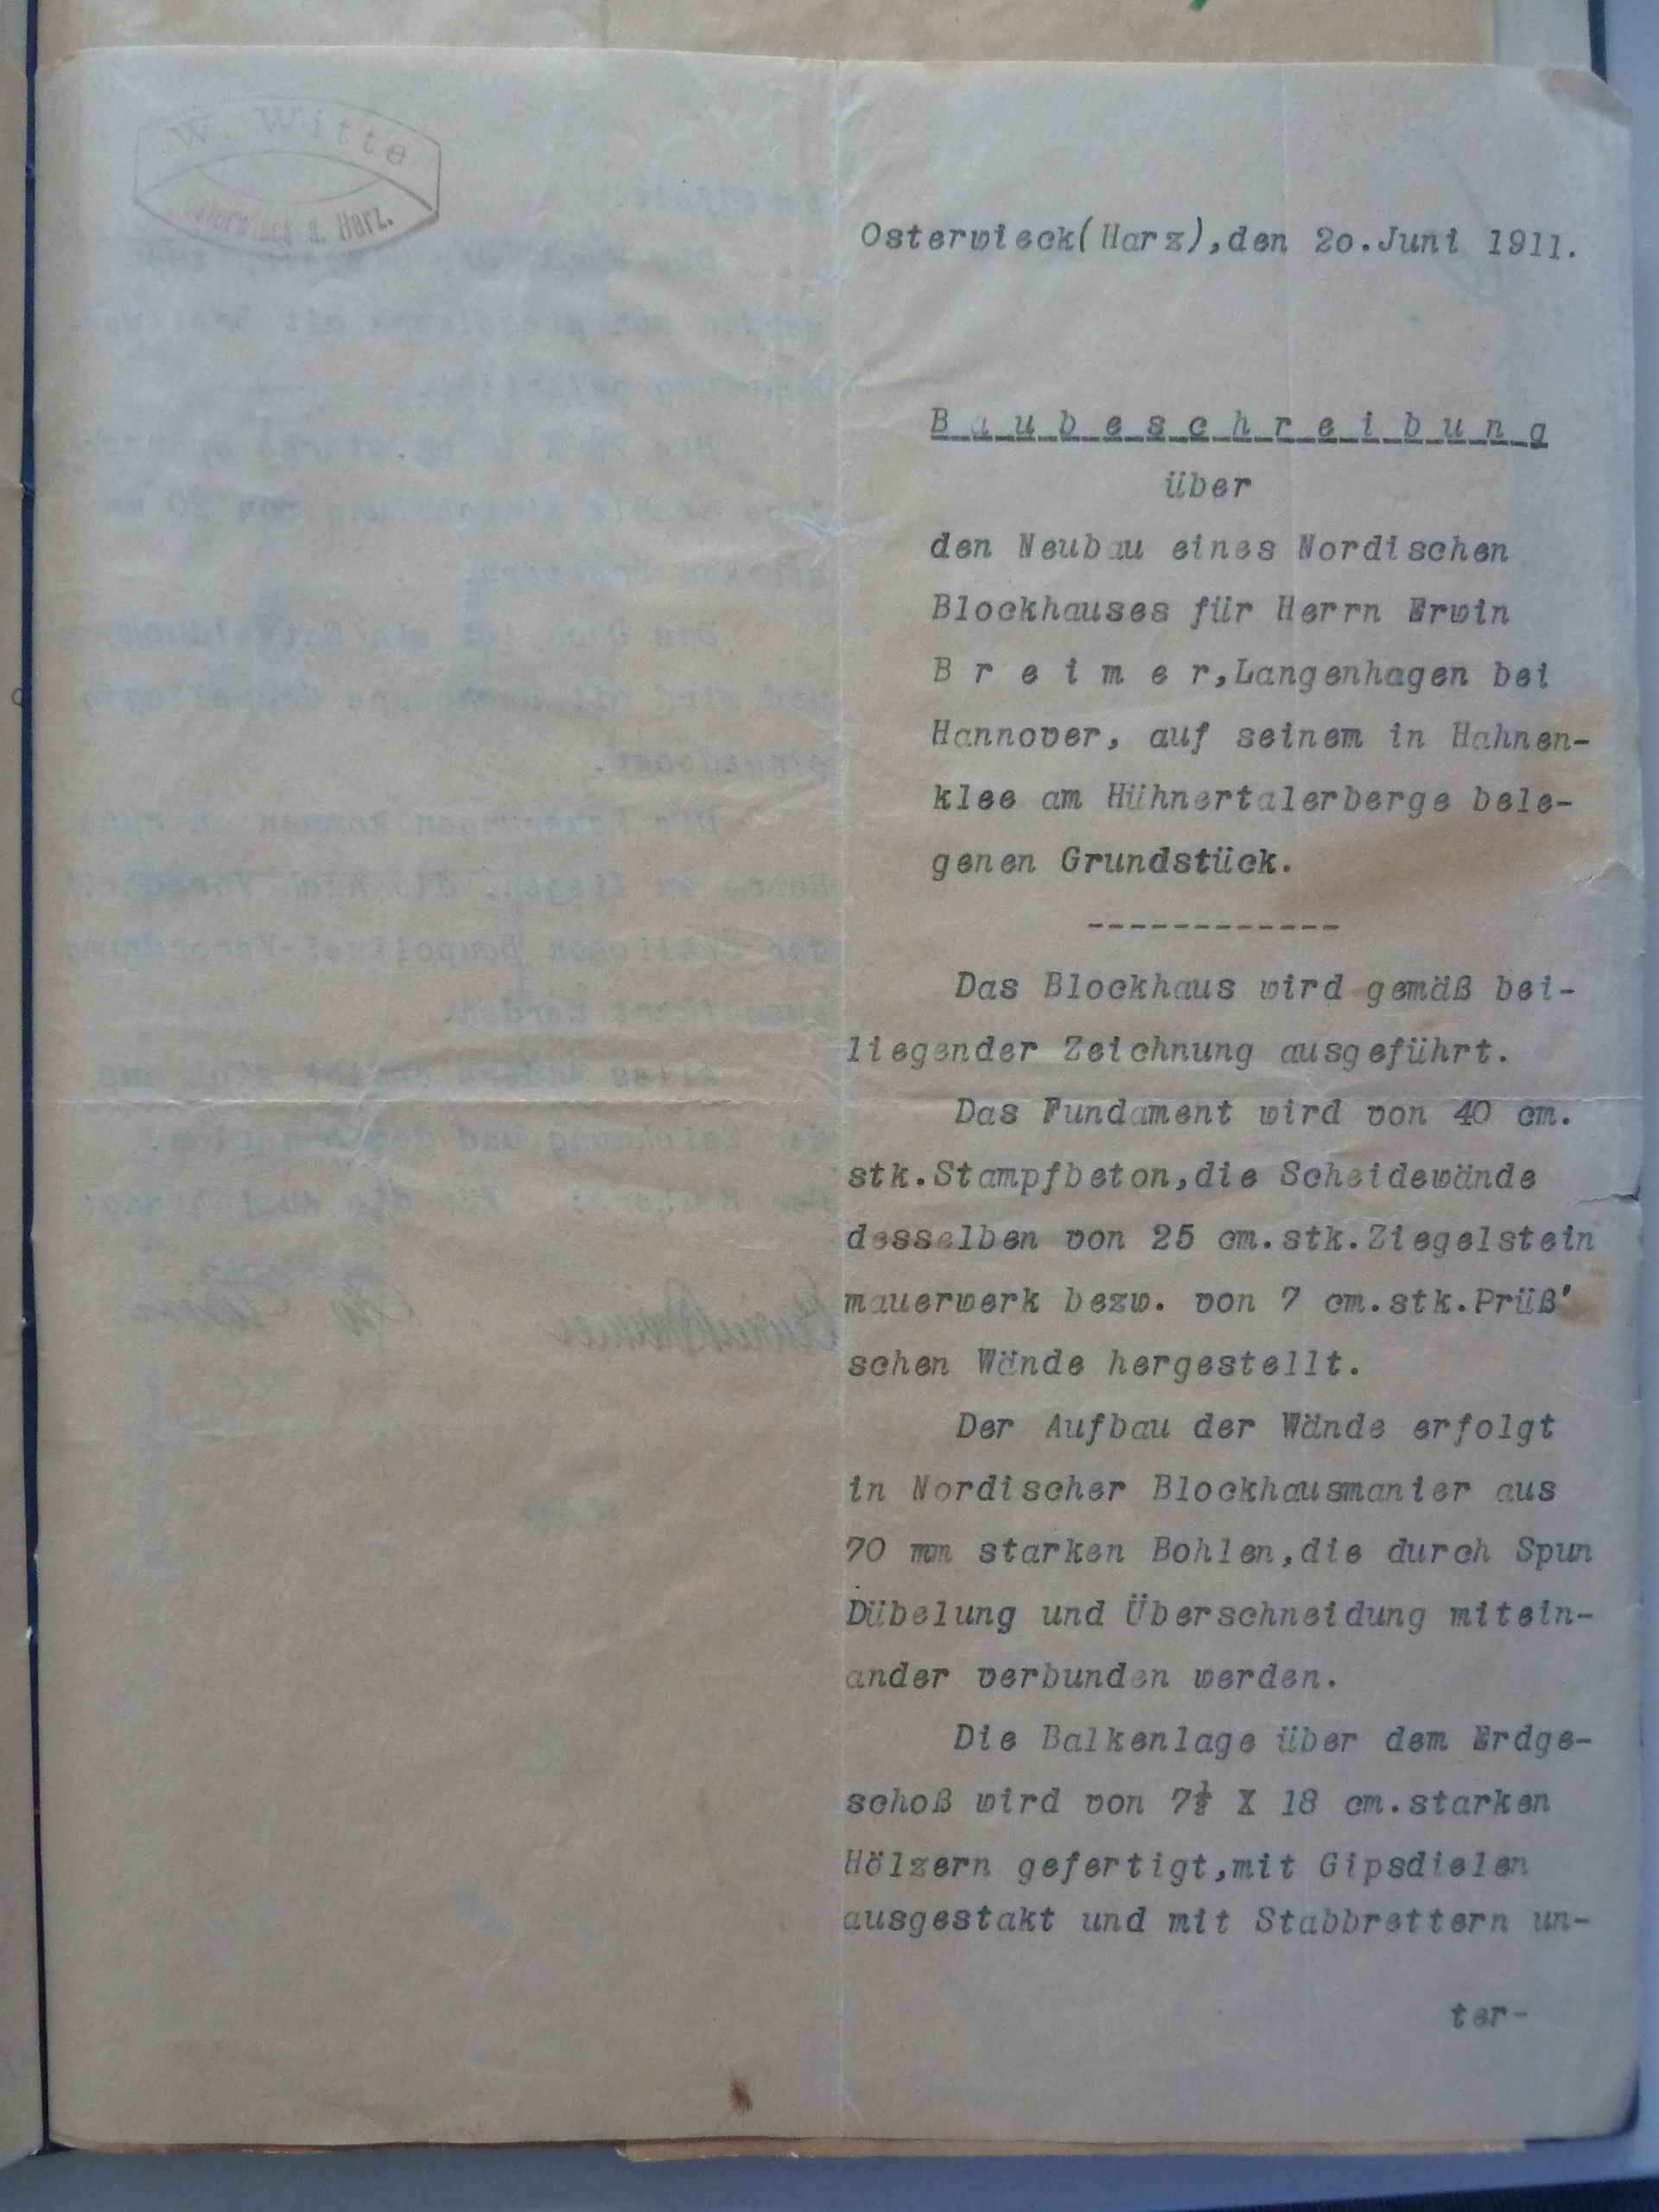 W. Witte
Osterwieck a. Harz.
Osterwieck(Harz),den 2o.Juni 1911.
B a u b e s c h r e i b u n g
über
den Neubau eines Nordischen
Blockhauses für Herrn Erwin
B r e i m e r,Langenhagen bei
Hannover, auf seinem in Hahnen-
klee am Hühnertalerberge bele-
genen Grundstück.
------------
Das Blockhaus wird gemäß bei-
liegender Zeichnung ausgeführt.
Das Fundament wird von 40 cm.
stk.Stampfbeton,die Scheidewände
desselben von 25 cm.stk.Ziegelstein
mauerwerk bezw. von 7 cm.stk.Prüß'
schen Wände hergestellt.
Der Aufbau der Wände erfolgt
in Nordischer Blockhausmanier aus
70 mm starken Bohlen,die durch Spun
Dübelung und Überschneidung mitein-
ander verbunden werden.
Die Balkenlage über dem Erdge-
schoß wird von 7½ X 18 cm.starken
Hölzern gefertigt,mit Gipsdielen
ausgestakt und mit Stabbrettern un-
ter-